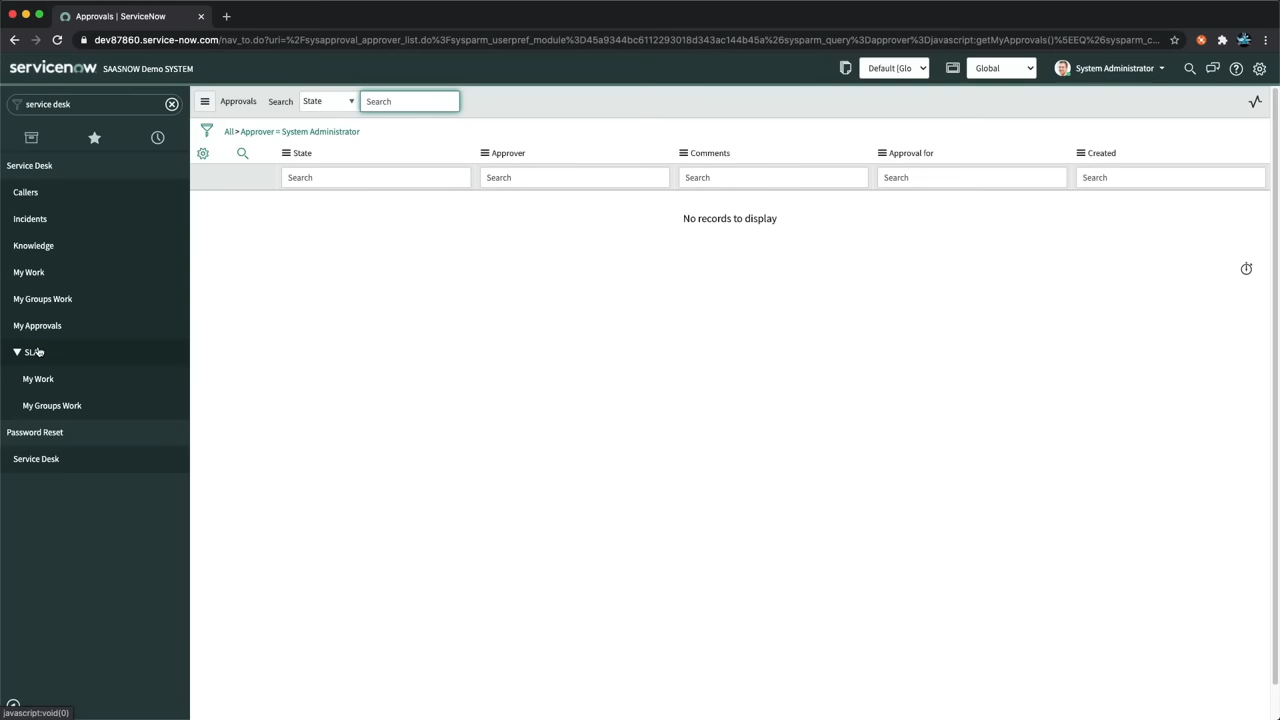 Approvals | ServiceNow
dev87860.service-now.com/nav_to.do?uri=%2Fsysapproval_approver_list.do%3Fsysparm_userpref_module%3D45a9344bc6112293018d343ac144b45a%26sysparm_query%3Dapprover%3Djavascript:getMyApprovals()%5EEQ%26sysparm_c...
servicenow SAASNOW Demo SYSTEM
Default [Glo
Global
System Administrator
service desk
Approvals Search State Search
All > Approver = System Administrator
State Approver Comments Approval for Created
Search Search Search Search Search
No records to display
Service Desk
Callers
Incidents
Knowledge
My Work
My Groups Work
My Approvals
My Work
My Groups Work
Password Reset
Service Desk
javascript:void(0)